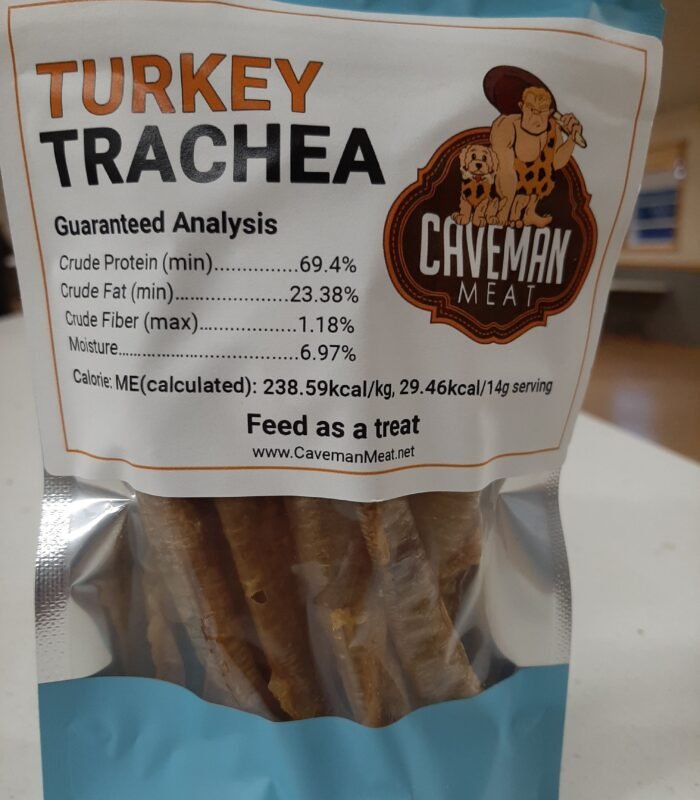 TURKEY
TRACHEA
Guaranteed Analysis
Crude Protein (min)..................69.4%
Crude Fat (min)........................23.38%
Crude Fiber (max).....................1.18%
Moisture.....................................6.97%
Calorie: ME(calculated): 238.59kcal/kg, 29.46kcal/14g serving
Feed as a treat
www.CavemanMeat.net
CAVEMAN
MEAT